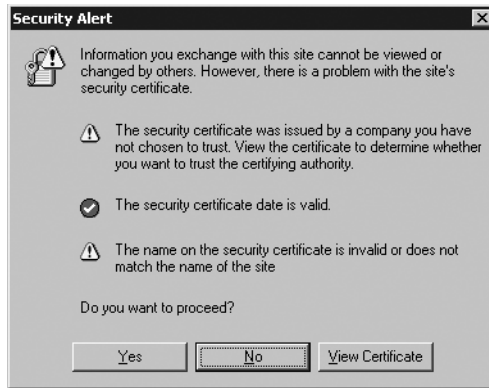 Security Alert
Information you exchange with this site cannot be viewed or
changed by others. However, there is a problem with the site's
security certificate.
The security certificate was issued by a company you have
not chosen to trust. View the certificate to determine whether
you want to trust the certifying authority.
The security certificate date is valid.
The name on the security certificate is invalid or does not
match the name of the site
Do you want to proceed?
Yes No View Certificate